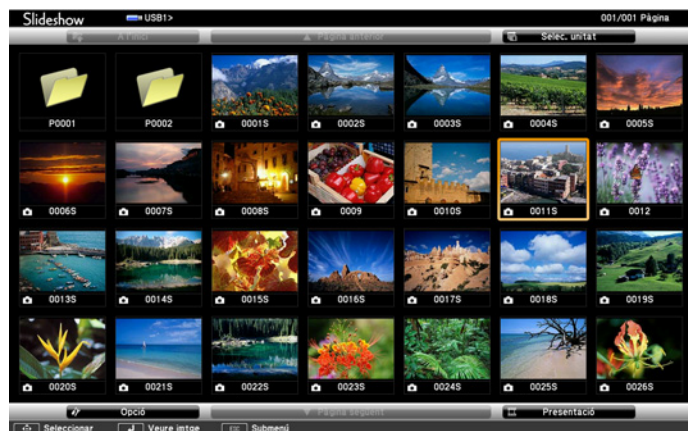 Slideshow USB1> 001/001 Pàgina
A l'inici Pàgina anterior Selec. unitat
P0001 P0002 0001S 0002S 0003S 0004S 0005S
0006S 0007S 0008S 0009 0010S 0011S 0012
0013S 0014S 0015S 0016S 0017S 0018S 0019S
0020S 0021S 0022S 0023S 0024S 0025S 0026S
Opció Pàgina següent Presentació
Seleccionar Veure imtge ESC Submenú